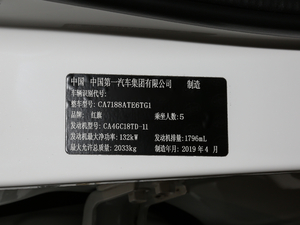 中国 中国第一汽车集团有限公司 制造
车辆识别代号:
整车型号: CA7188ATE6TG1
品牌: 红旗 乘坐人数: 5
发动机型号: CA4GC18TD-11 发动机排量: 1796mL
发动机最大净功率: 132kW
最大允许总质量: 2033kg 制造年月: 2019 年 4 月